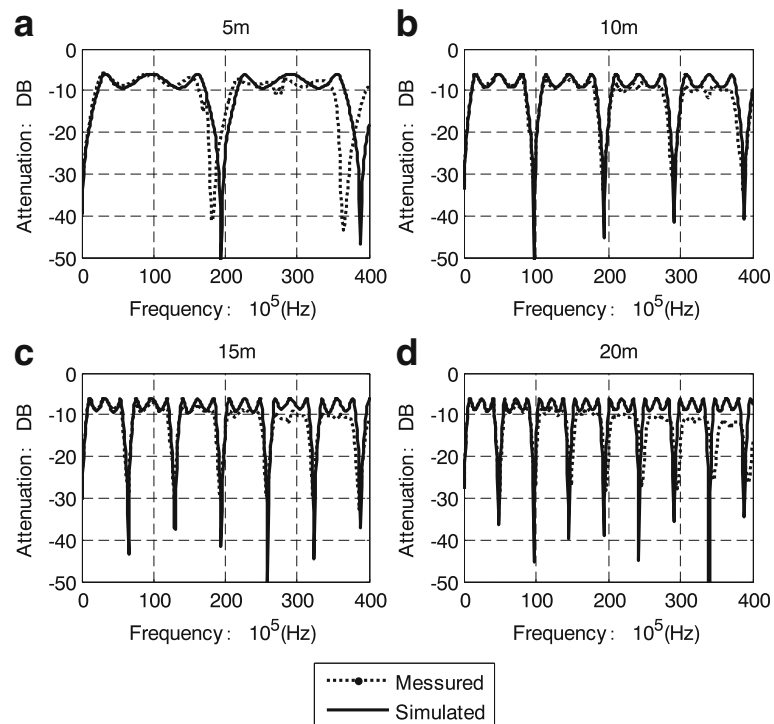 a
5m
0
-10
-20
-30
-40
-50
Attenuation: DB
0 100 200 300 400
Frequency: 10^5(Hz)
b
10m
0
-10
-20
-30
-40
-50
Attenuation: DB
0 100 200 300 400
Frequency: 10^5(Hz)
c
15m
0
-10
-20
-30
-40
-50
Attenuation: DB
0 100 200 300 400
Frequency: 10^5(Hz)
d
20m
0
-10
-20
-30
-40
-50
Attenuation: DB
0 100 200 300 400
Frequency: 10^5(Hz)
Messured
Simulated